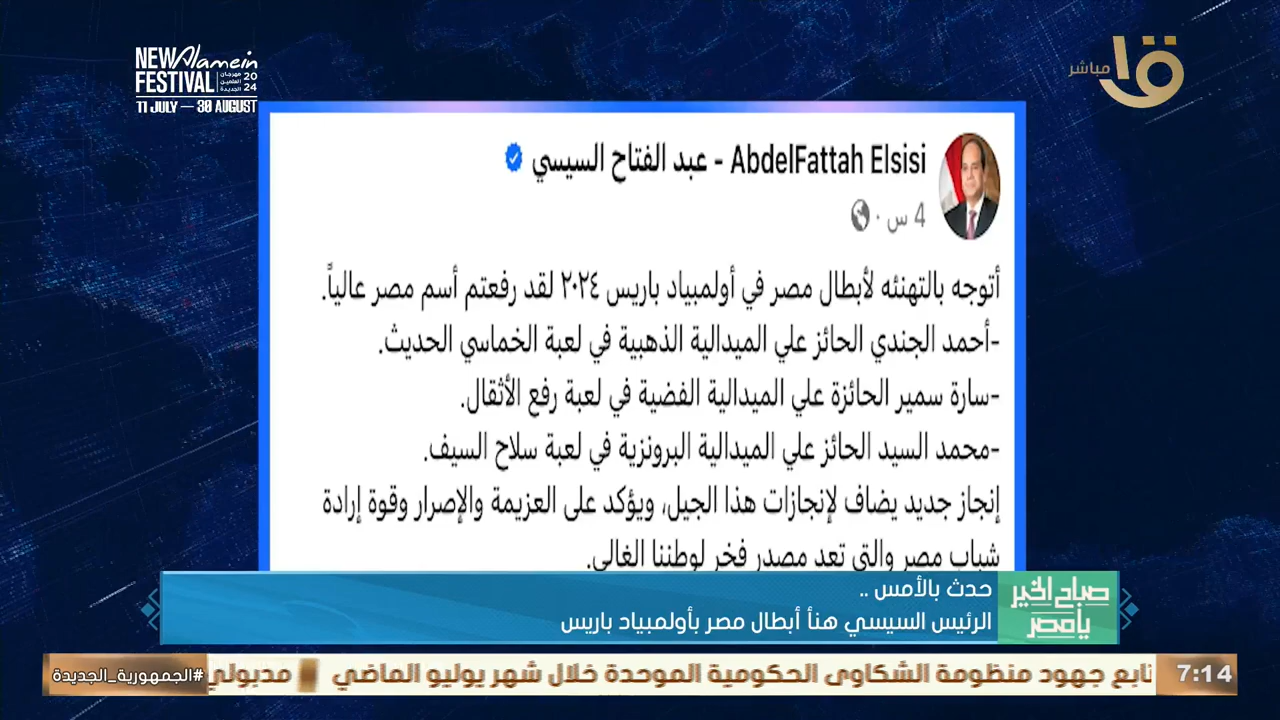 NEW Alamein
FESTIVAL
مهرجان
العلمين
الجديدة
20
24
11 JULY — 30 AUGUST
مباشر
AbdelFattah Elsisi - عبد الفتاح السيسي
4 س ·
أتوجه بالتهنئه لأبطال مصر في أولمبياد باريس ٢٠٢٤ لقد رفعتم أسم مصر عالياً.
-أحمد الجندي الحائز علي الميدالية الذهبية في لعبة الخماسي الحديث.
-سارة سمير الحائزة علي الميدالية الفضية في لعبة رفع الأثقال.
-محمد السيد الحائز علي الميدالية البرونزية في لعبة سلاح السيف.
إنجاز جديد يضاف لإنجازات هذا الجيل، ويؤكد على العزيمة والإصرار وقوة إرادة
شباب مصر والتي تعد مصدر فخر لوطننا الغالي.
صباح الخير
يا مصر
حدث بالأمس ..
الرئيس السيسي هنأ أبطال مصر بأولمبياد باريس
7:14
تابع جهود منظومة الشكاوى الحكومية الموحدة خلال شهر يوليو الماضي مدبولي
#الجمهورية_الجديدة